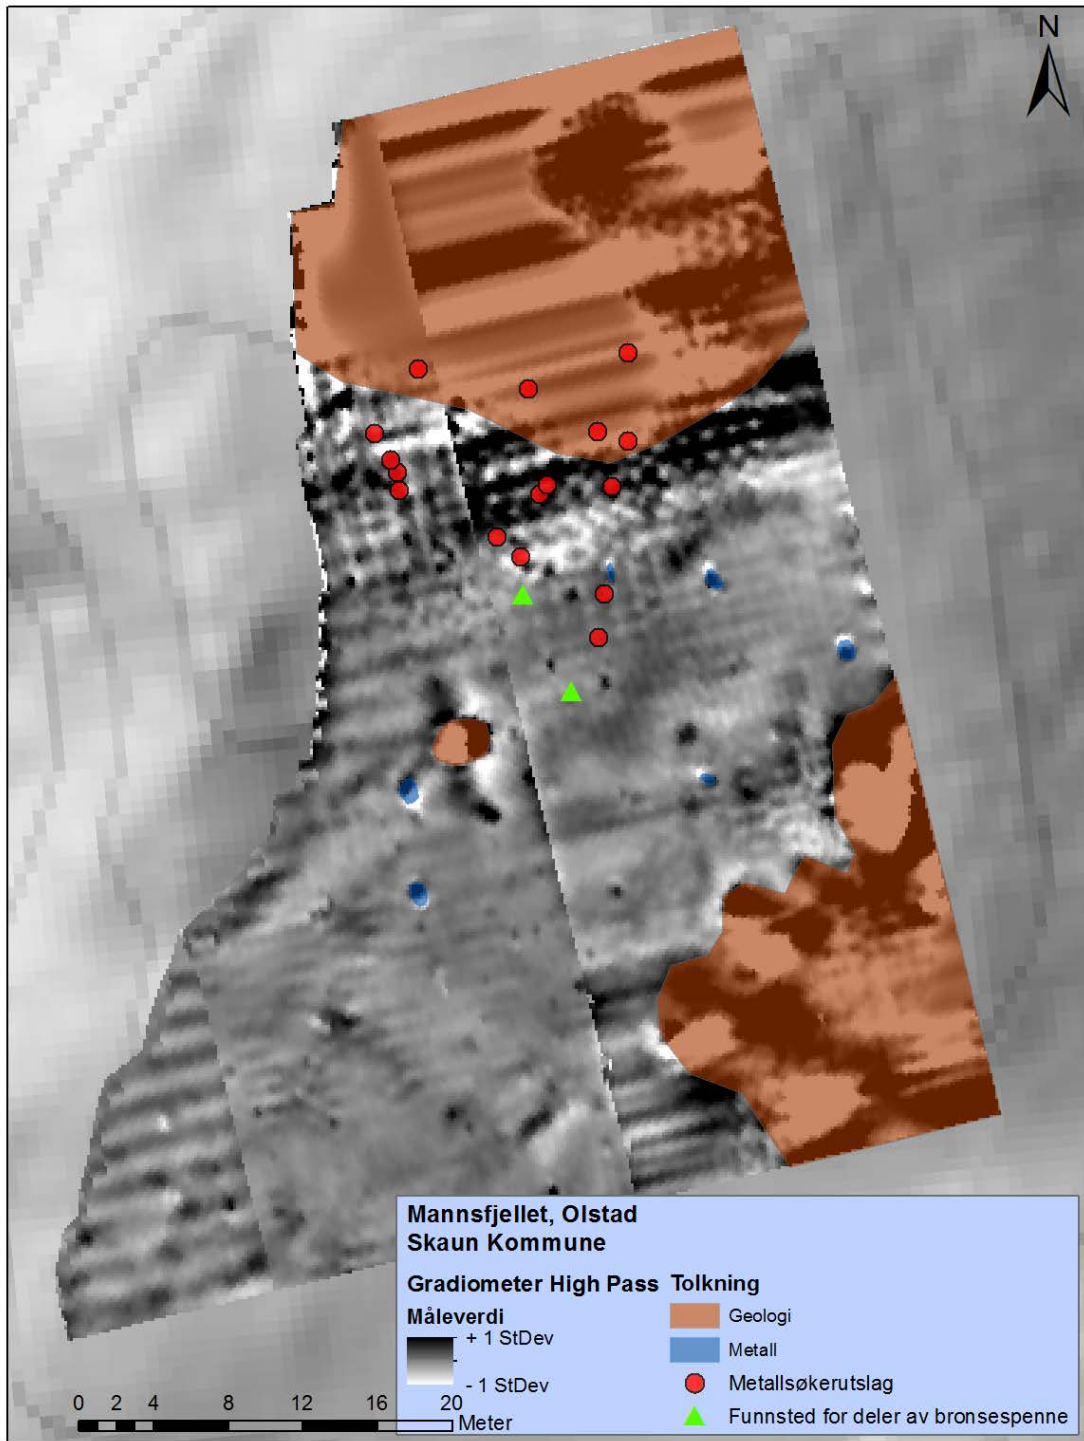 N
Mannsfjellet, Olstad
Skaun Kommune
Gradiometer High Pass
Måleverdi
+ 1 StDev
- 1 StDev
Tolkning
Geologi
Metall
Metallsøkerutslag
Funnsted for deler av bronsespenne
0 2 4 8 12 16 20
Meter